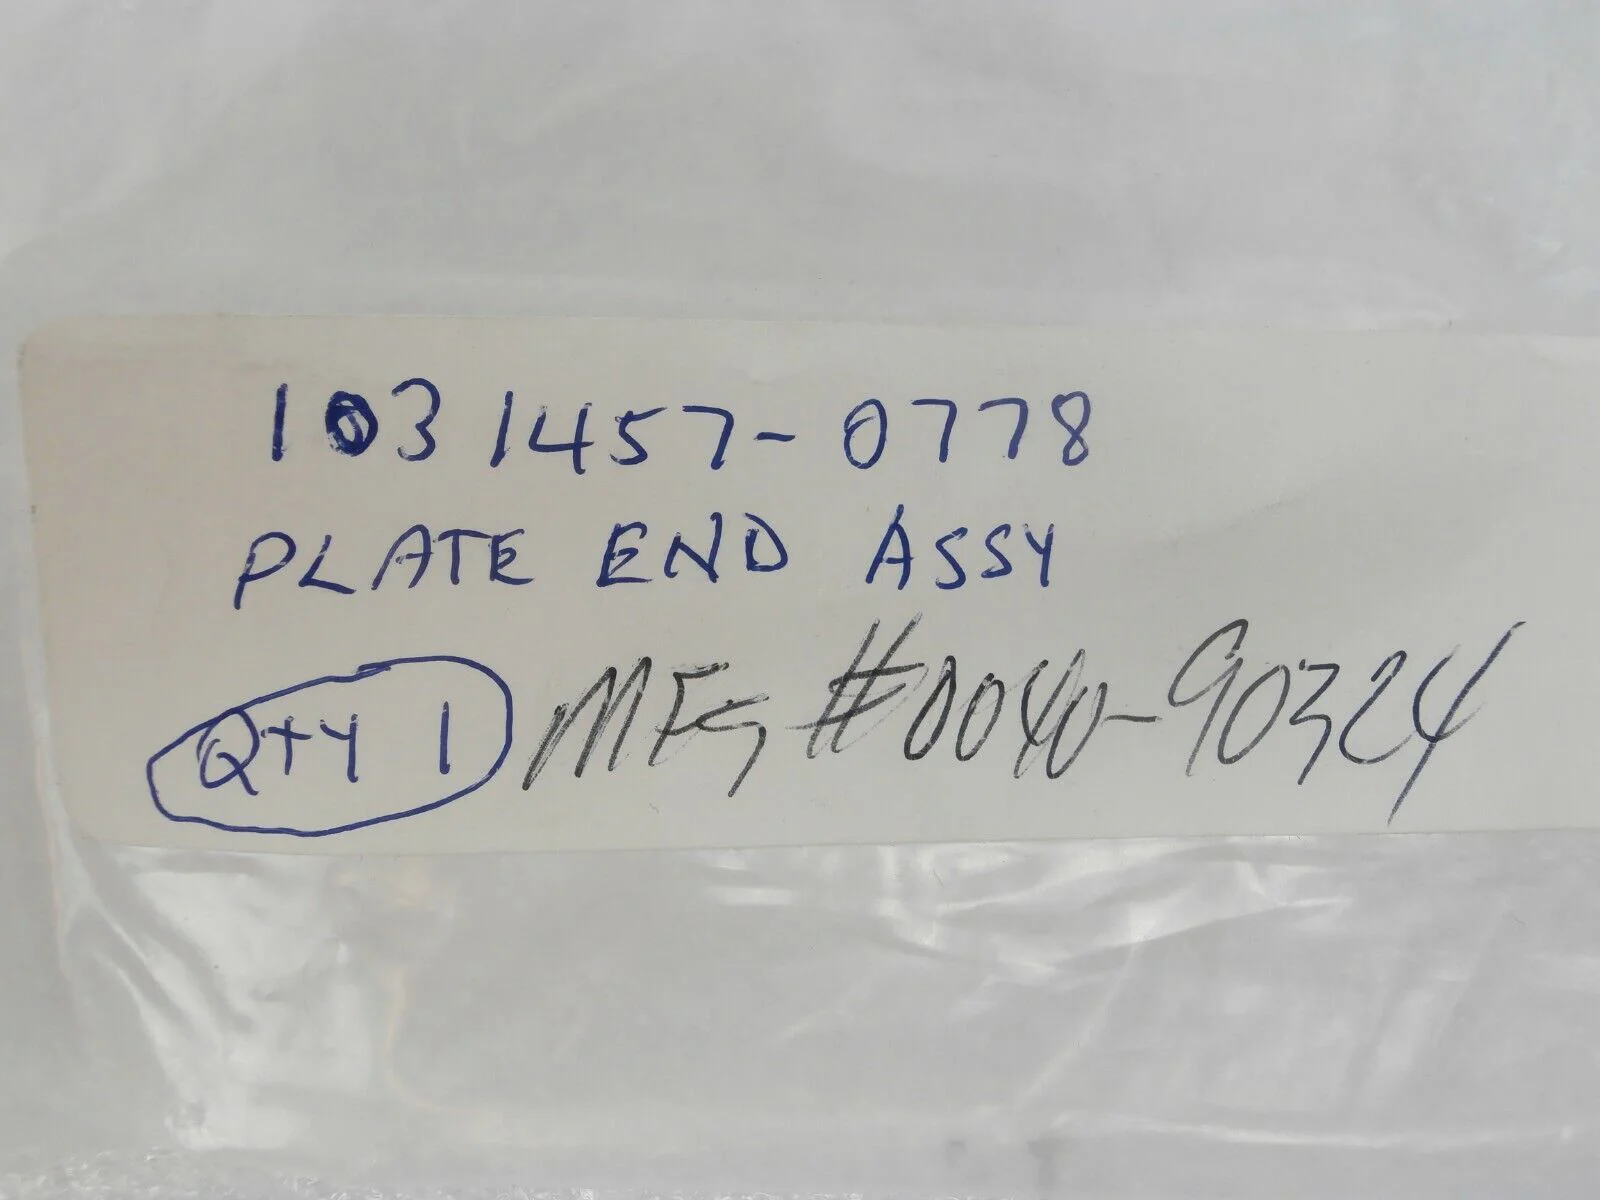 1031457-0778
PLATE END ASSY
QTY 1 MFG #0040-90324